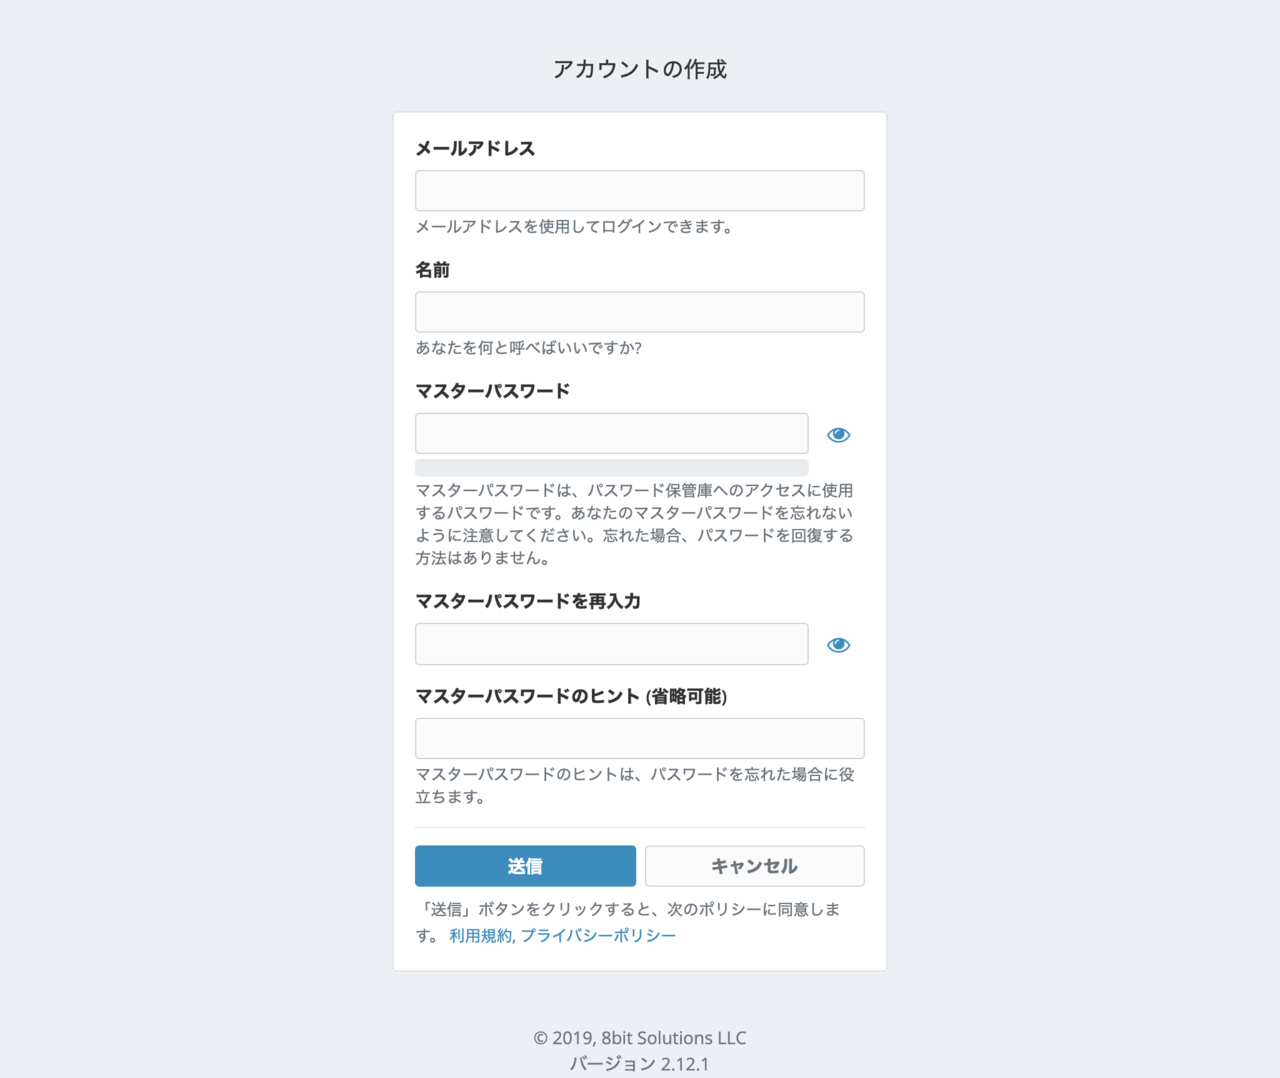 アカウントの作成
メールアドレス
メールアドレスを使用してログインできます。
名前
あなたを何と呼べばいいですか?
マスターパスワード
マスターパスワードは、パスワード保管庫へのアクセスに使用
するパスワードです。あなたのマスターパスワードを忘れない
ように注意してください。忘れた場合、パスワードを回復する
方法はありません。
マスターパスワードを再入力
マスターパスワードのヒント (省略可能)
マスターパスワードのヒントは、パスワードを忘れた場合に役
立ちます。
送信 キャンセル
「送信」ボタンをクリックすると、次のポリシーに同意しま
す。 利用規約, プライバシーポリシー
© 2019, 8bit Solutions LLC
バージョン 2.12.1